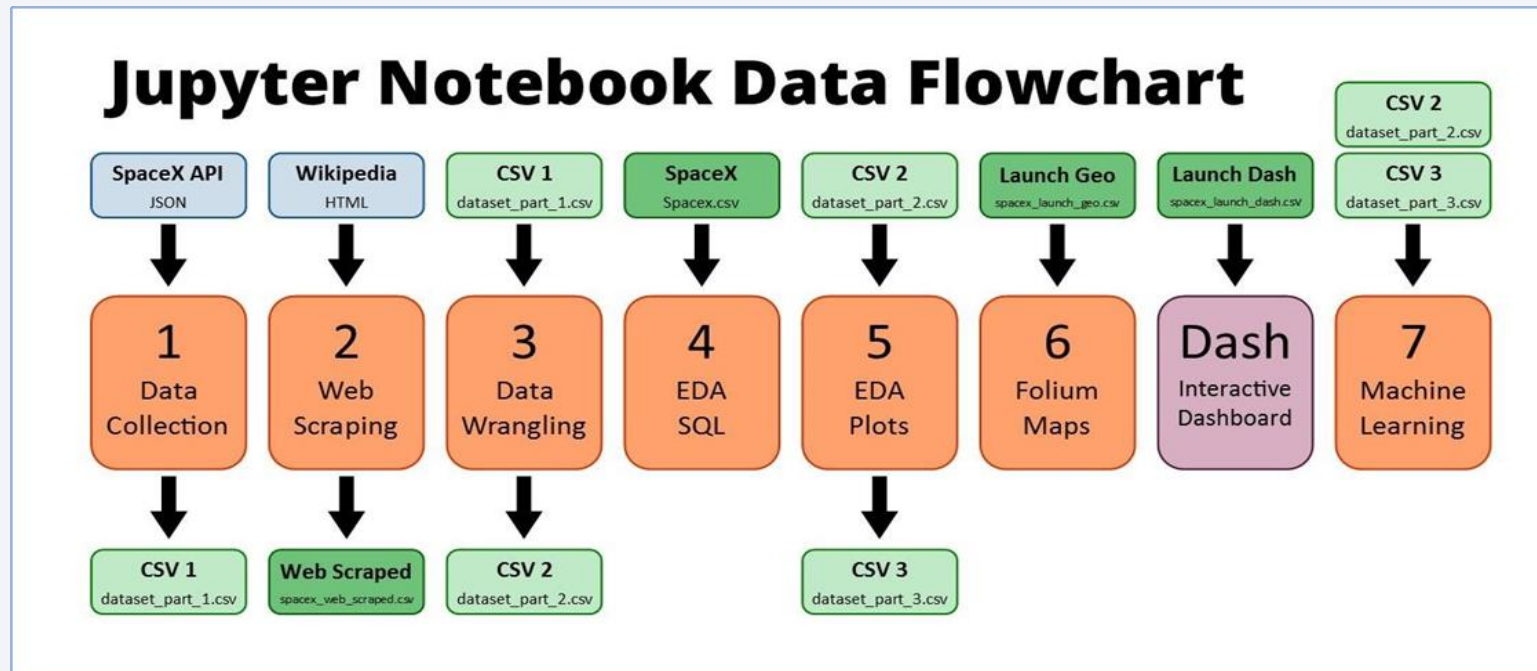 Jupyter Notebook Data Flowchart
CSV 2
dataset_part_2.csv
SpaceX API
JSON
Wikipedia
HTML
CSV 1
dataset_part_1.csv
SpaceX
Spacex.csv
CSV 2
dataset_part_2.csv
Launch Geo
spacex_launch_geo.csv
Launch Dash
spacex_launch_dash.csv
CSV 3
dataset_part_3.csv
1
Data
Collection
2
Web
Scraping
3
Data
Wrangling
4
EDA
SQL
5
EDA
Plots
6
Folium
Maps
Dash
Interactive
Dashboard
7
Machine
Learning
CSV 1
dataset_part_1.csv
Web Scraped
spacex_web_scraped.csv
CSV 2
dataset_part_2.csv
CSV 3
dataset_part_3.csv